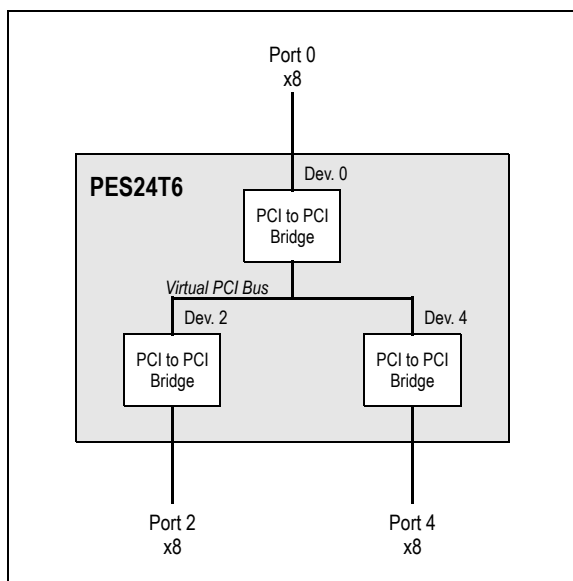 Port 0
x8
Dev. 0
PES24T6
PCI to PCI
Bridge
Virtual PCI Bus
Dev. 2
Dev. 4
PCI to PCI
Bridge
PCI to PCI
Bridge
Port 2
x8
Port 4
x8